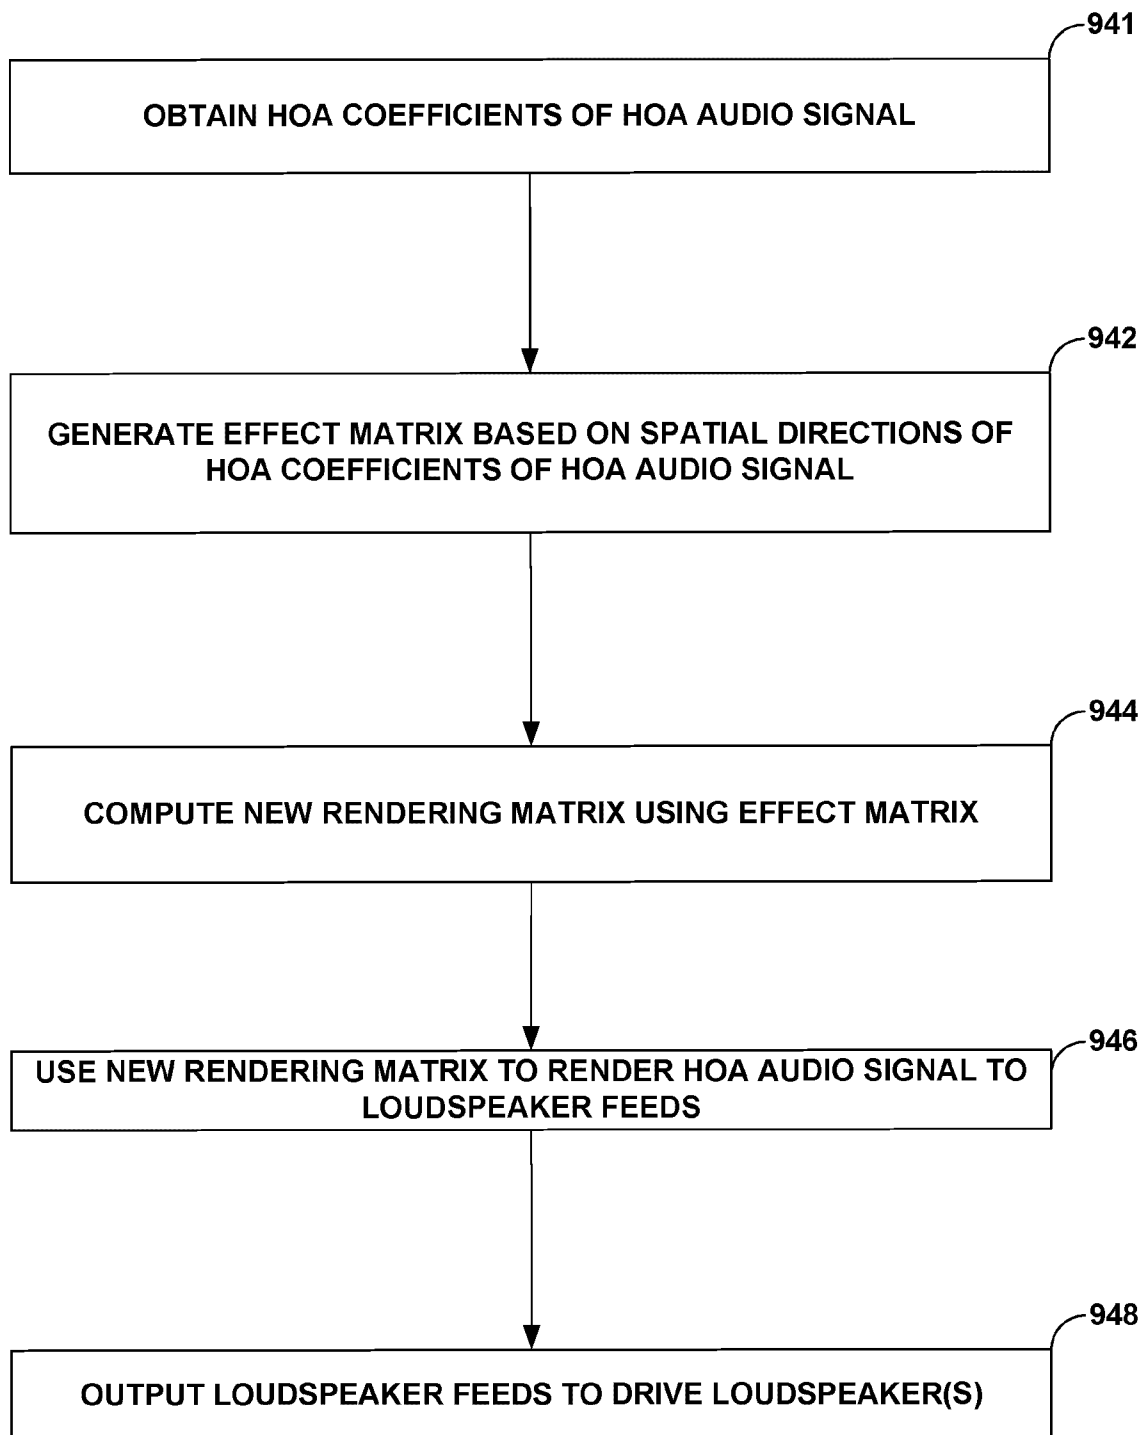 941
OBTAIN HOA COEFFICIENTS OF HOA AUDIO SIGNAL
942
GENERATE EFFECT MATRIX BASED ON SPATIAL DIRECTIONS OF
HOA COEFFICIENTS OF HOA AUDIO SIGNAL
944
COMPUTE NEW RENDERING MATRIX USING EFFECT MATRIX
946
USE NEW RENDERING MATRIX TO RENDER HOA AUDIO SIGNAL TO
LOUDSPEAKER FEEDS
948
OUTPUT LOUDSPEAKER FEEDS TO DRIVE LOUDSPEAKER(S)